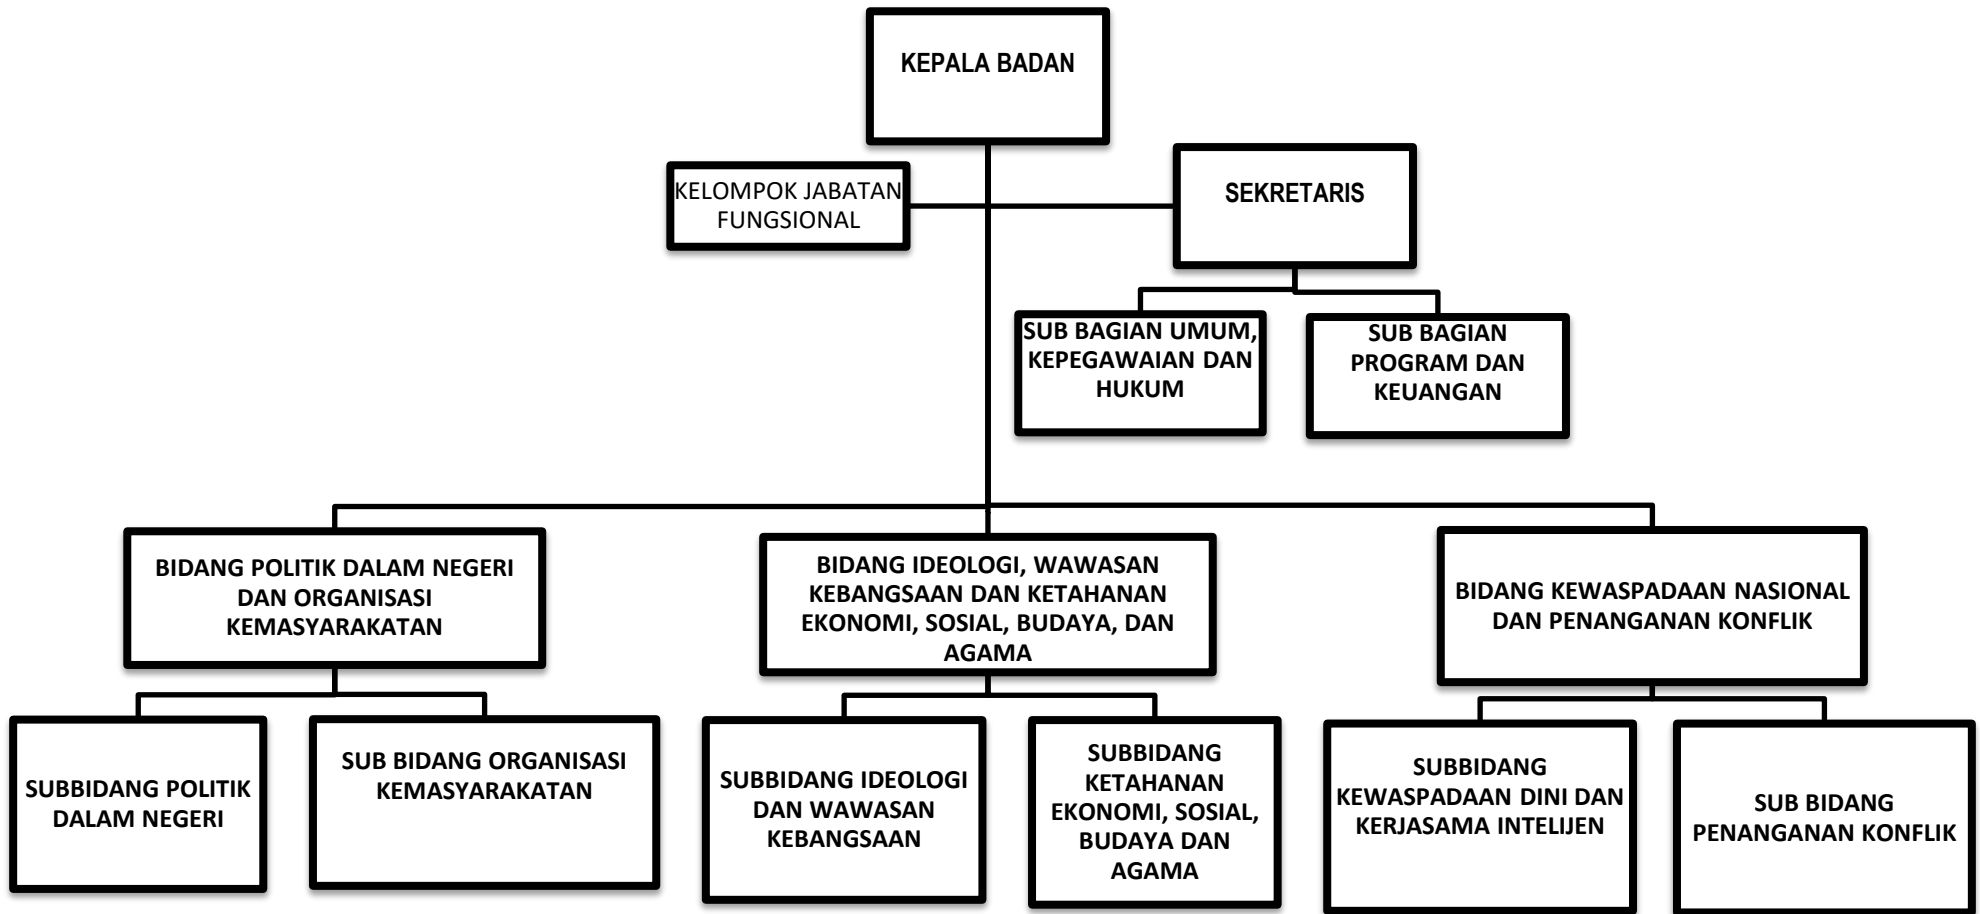 KEPALA BADAN
KELOMPOK JABATAN
FUNGSIONAL
SEKRETARIS
SUB BAGIAN UMUM,
KEPEGAWAIAN DAN
HUKUM
SUB BAGIAN
PROGRAM DAN
KEUANGAN
BIDANG POLITIK DALAM NEGERI
DAN ORGANISASI
KEMASYARAKATAN
BIDANG IDEOLOGI, WAWASAN
KEBANGSAAN DAN KETAHANAN
EKONOMI, SOSIAL, BUDAYA, DAN
AGAMA
BIDANG KEWASPADAAN NASIONAL
DAN PENANGANAN KONFLIK
SUBBIDANG POLITIK
DALAM NEGERI
SUB BIDANG ORGANISASI
KEMASYARAKATAN
SUBBIDANG IDEOLOGI
DAN WAWASAN
KEBANGSAAN
SUBBIDANG
KETAHANAN
EKONOMI, SOSIAL,
BUDAYA DAN
AGAMA
SUBBIDANG
KEWASPADAAN DINI DAN
KERJASAMA INTELIJEN
SUB BIDANG
PENANGANAN KONFLIK